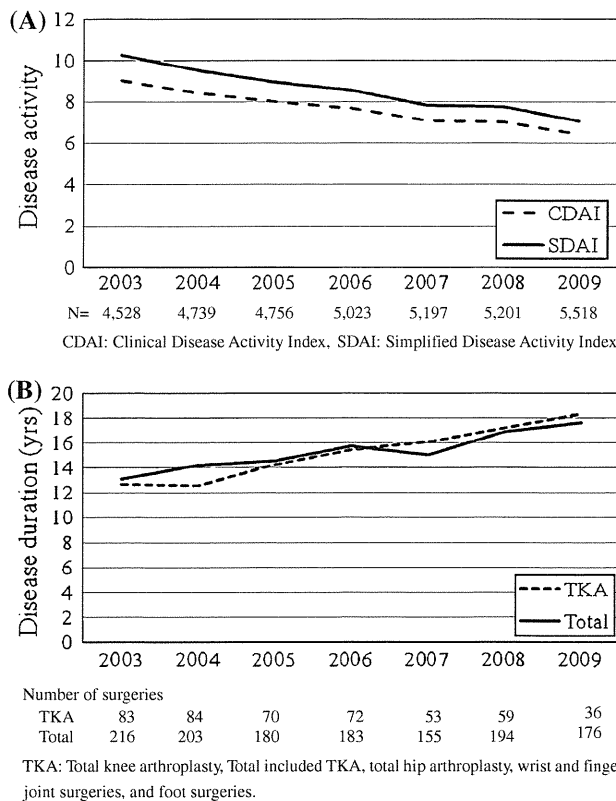 (A)
12
10
8
6
4
2
0
Disease activity
CDAI
SDAI
2003 2004 2005 2006 2007 2008 2009
N= 4,528 4,739 4,756 5,023 5,197 5,201 5,518
CDAI: Clinical Disease Activity Index, SDAI: Simplified Disease Activity Index
(B)
20
18
16
14
12
10
8
6
4
2
0
Disease duration (yrs)
TKA
Total
2003 2004 2005 2006 2007 2008 2009
Number of surgeries
TKA 83 84 70 72 53 59 36
Total 216 203 180 183 155 194 176
TKA: Total knee arthroplasty, Total included TKA, total hip arthroplasty, wrist and finge
joint surgeries, and foot surgeries.